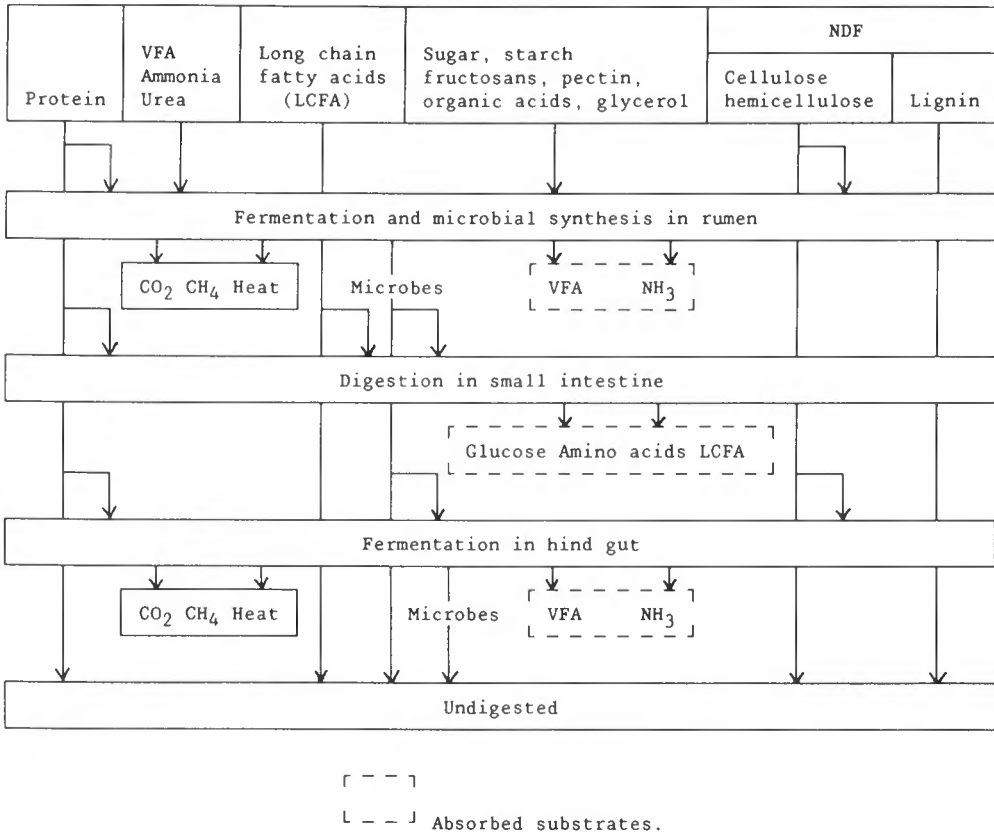 NDF
Protein
VFA
Ammonia
Urea
Long chain
fatty acids
(LCFA)
Sugar, starch
fructosans, pectin,
organic acids, glycerol
Cellulose
hemicellulose
Lignin
Fermentation and microbial synthesis in rumen
CO2 CH4 Heat
Microbes
VFA NH3
Digestion in small intestine
Glucose Amino acids LCFA
Fermentation in hind gut
CO2 CH4 Heat
Microbes
VFA NH3
Undigested
Absorbed substrates.